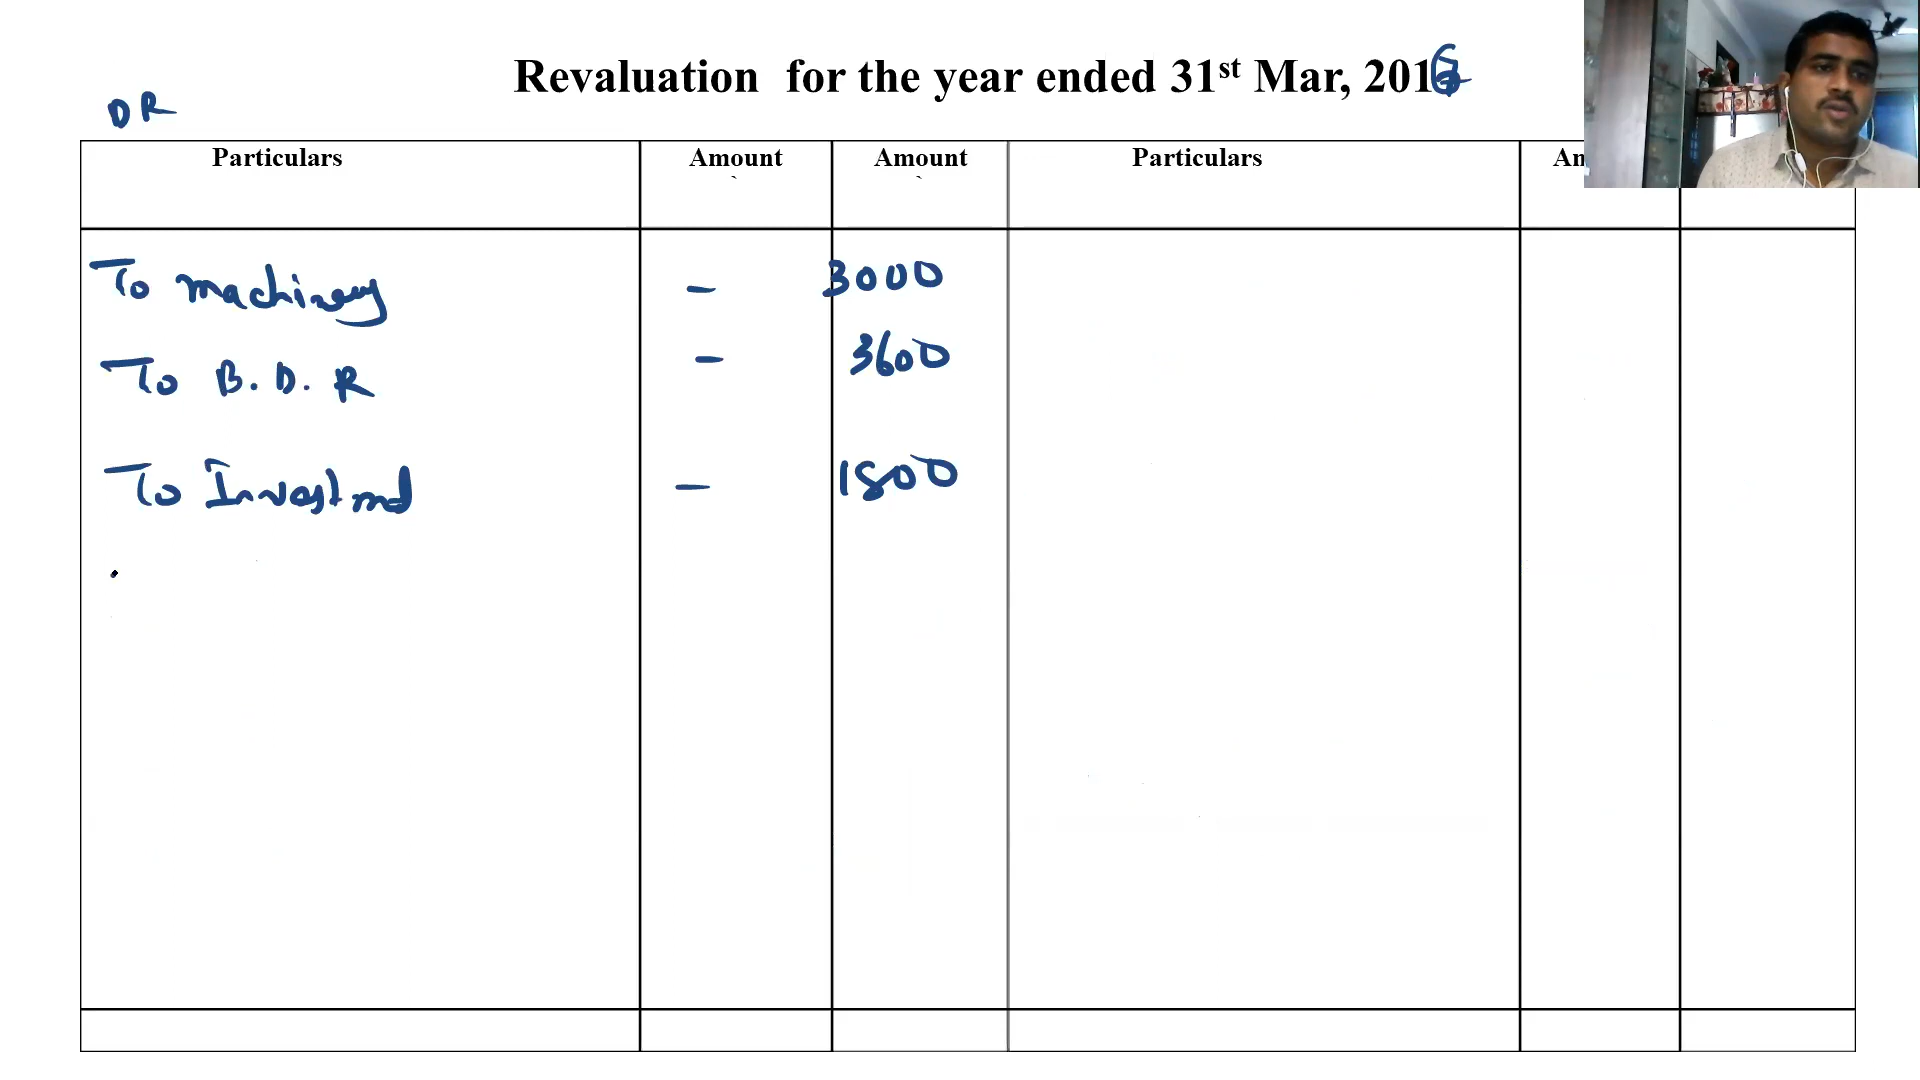 Revaluation for the year ended 31st Mar, 2016
DR
Particulars Amount Amount Particulars An
To machinery - 3000
To B.D.R - 3600
To Investmt - 1800